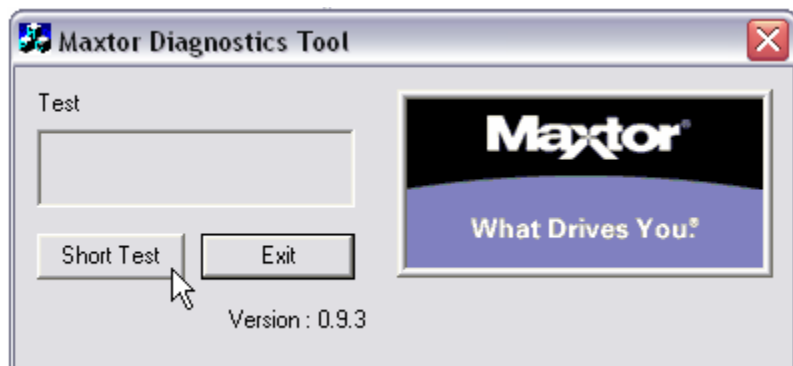 Maxtor Diagnostics Tool
Test
Maxtor®
What Drives You.®
Short Test
Exit
Version : 0.9.3